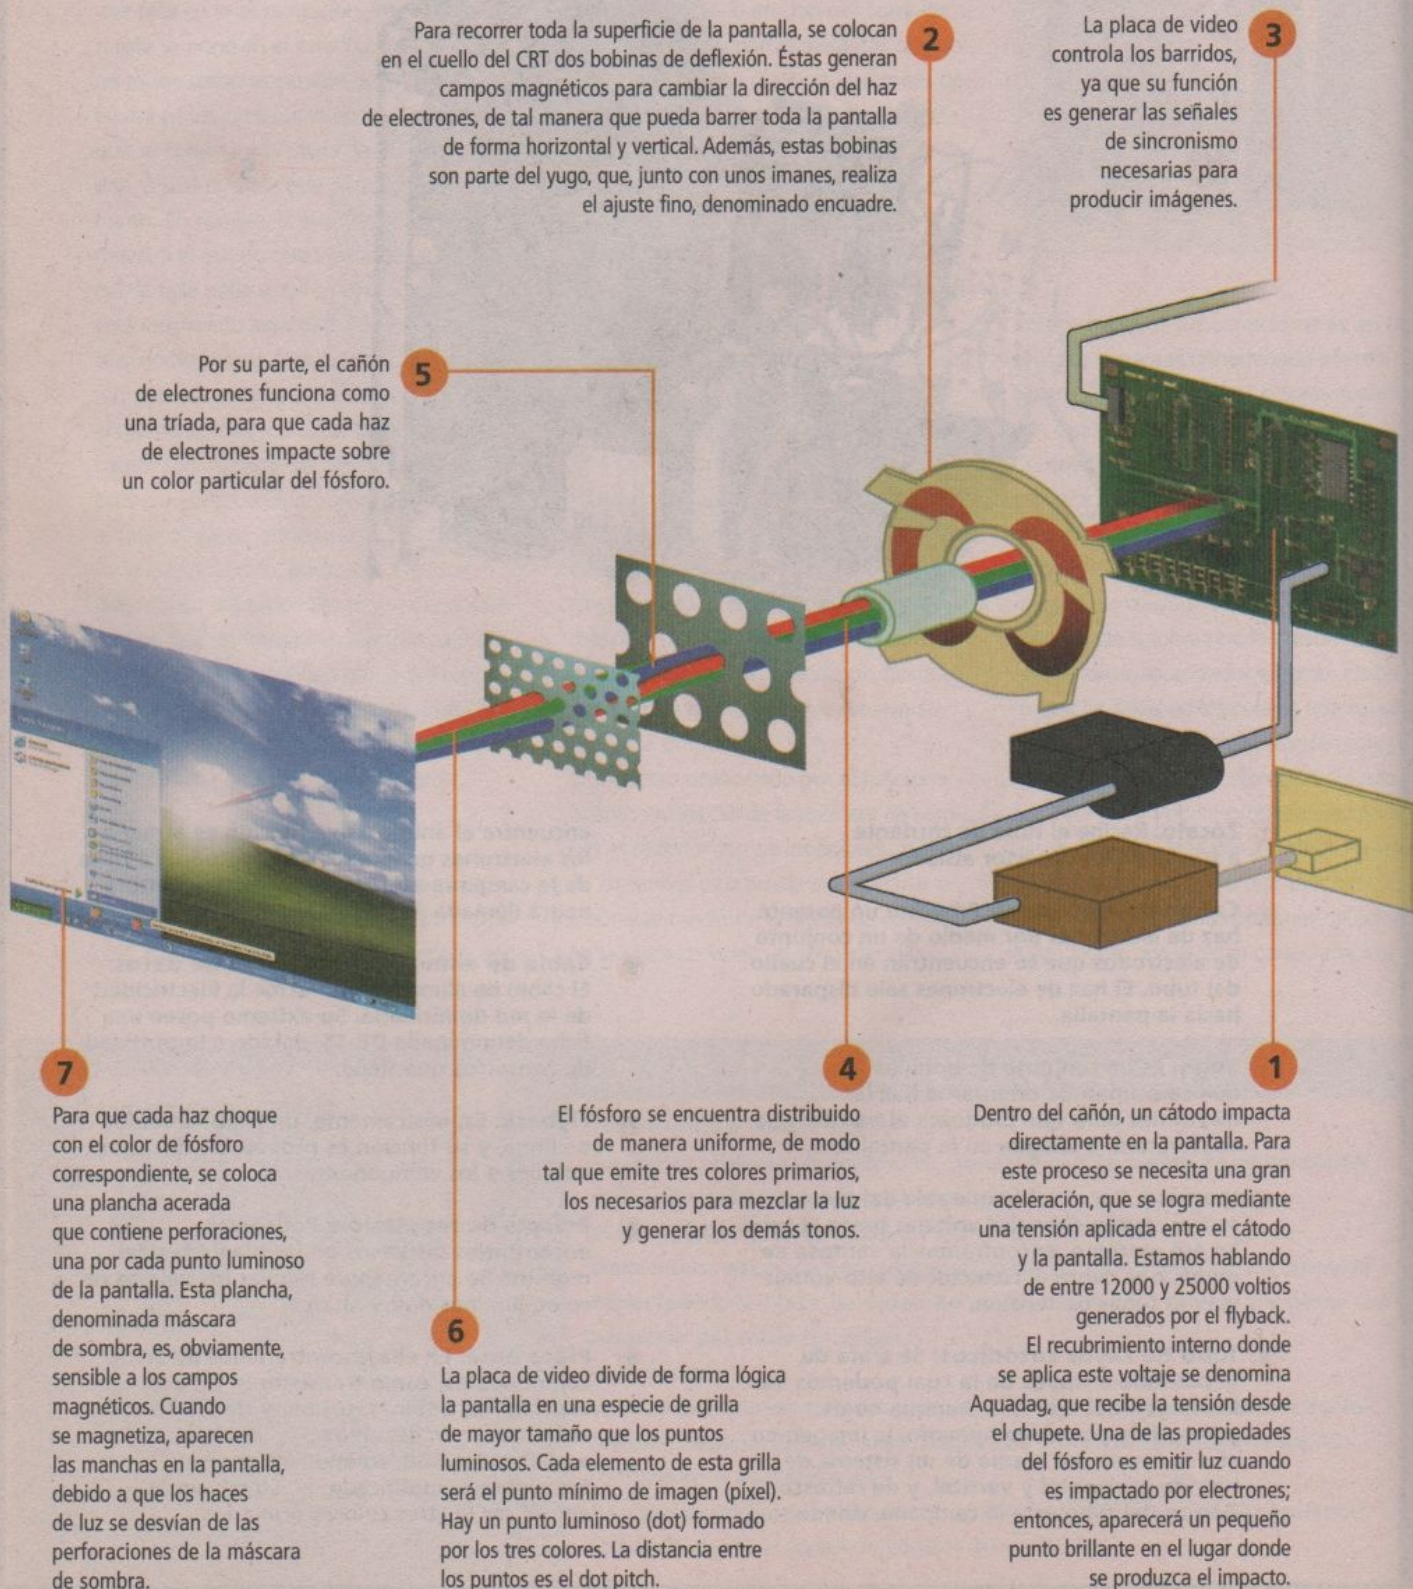 Para recorrer toda la superficie de la pantalla, se colocan
en el cuello del CRT dos bobinas de deflexión. Éstas generan
campos magnéticos para cambiar la dirección del haz
de electrones, de tal manera que pueda barrer toda la pantalla
de forma horizontal y vertical. Además, estas bobinas
son parte del yugo, que, junto con unos imanes, realiza
el ajuste fino, denominado encuadre.
2
La placa de video
controla los barridos,
ya que su función
es generar las señales
de sincronismo
necesarias para
producir imágenes.
3
Por su parte, el cañón
de electrones funciona como
una tríada, para que cada haz
de electrones impacte sobre
un color particular del fósforo.
5
7
Para que cada haz choque
con el color de fósforo
correspondiente, se coloca
una plancha acerada
que contiene perforaciones,
una por cada punto luminoso
de la pantalla. Esta plancha,
denominada máscara
de sombra, es, obviamente,
sensible a los campos
magnéticos. Cuando
se magnetiza, aparecen
las manchas en la pantalla,
debido a que los haces
de luz se desvían de las
perforaciones de la máscara
de sombra.
4
El fósforo se encuentra distribuido
de manera uniforme, de modo
tal que emite tres colores primarios,
los necesarios para mezclar la luz
y generar los demás tonos.
6
La placa de video divide de forma lógica
la pantalla en una especie de grilla
de mayor tamaño que los puntos
luminosos. Cada elemento de esta grilla
será el punto mínimo de imagen (píxel).
Hay un punto luminoso (dot) formado
por los tres colores. La distancia entre
los puntos es el dot pitch.
1
Dentro del cañón, un cátodo impacta
directamente en la pantalla. Para
este proceso se necesita una gran
aceleración, que se logra mediante
una tensión aplicada entre el cátodo
y la pantalla. Estamos hablando
de entre 12000 y 25000 voltios
generados por el flyback.
El recubrimiento interno donde
se aplica este voltaje se denomina
Aquadag, que recibe la tensión desde
el chupete. Una de las propiedades
del fósforo es emitir luz cuando
es impactado por electrones;
entonces, aparecerá un pequeño
punto brillante en el lugar donde
se produzca el impacto.